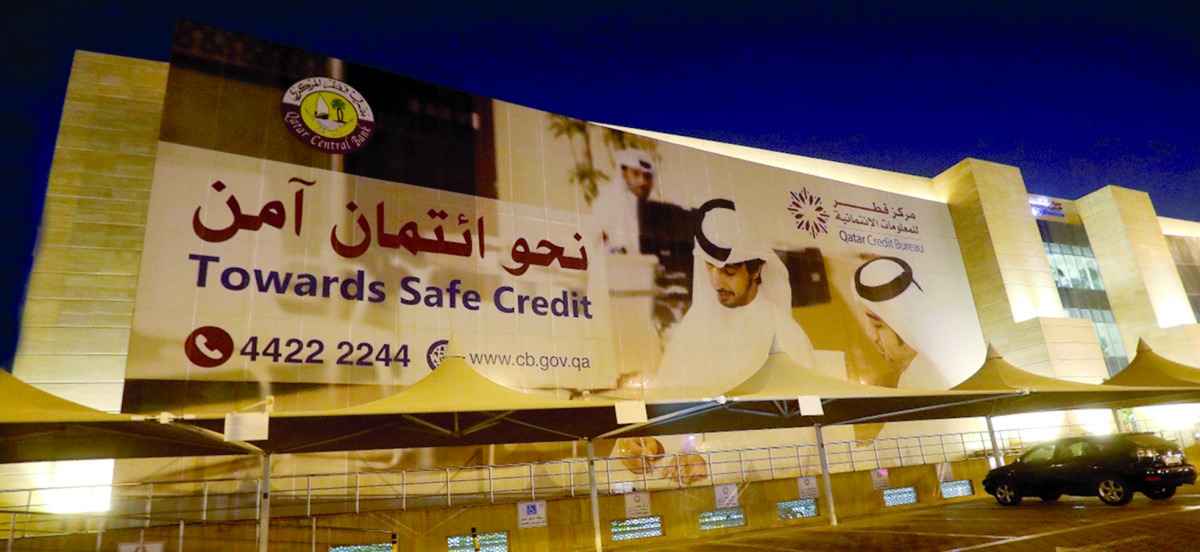 مصرف قطر المركزي
Qatar Central Bank
نحو ائتمان آمن
Towards Safe Credit
4422 2244
www.cb.gov.qa
مركز قطر
للمعلومات الائتمانية
Qatar Credit Bureau